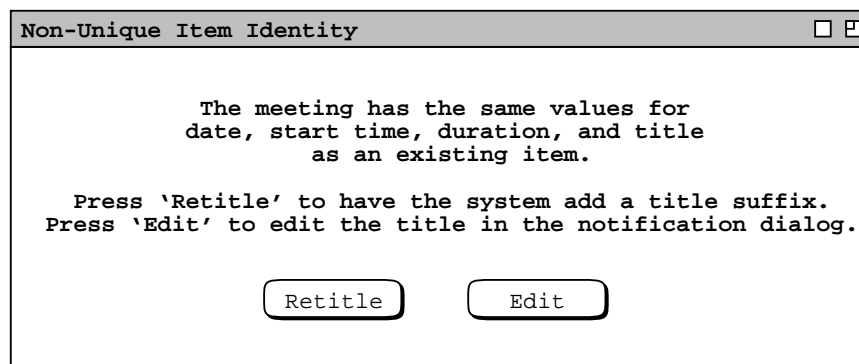 Non-Unique Item Identity
The meeting has the same values for
date, start time, duration, and title
as an existing item.
Press ‘Retitle’ to have the system add a title suffix.
Press ‘Edit’ to edit the title in the notification dialog.
Retitle
Edit